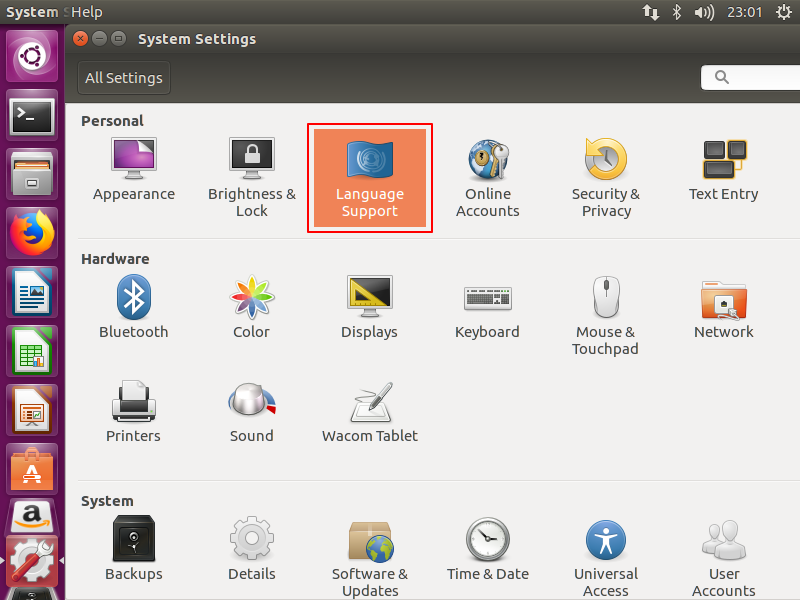 System Help
23:01
System Settings
All Settings
Personal
Appearance
Brightness &
Lock
Language
Support
Online
Accounts
Security &
Privacy
Text Entry
Hardware
Bluetooth
Color
Displays
Keyboard
Mouse &
Touchpad
Network
Printers
Sound
Wacom Tablet
System
Backups
Details
Software &
Updates
Time & Date
Universal
Access
User
Accounts